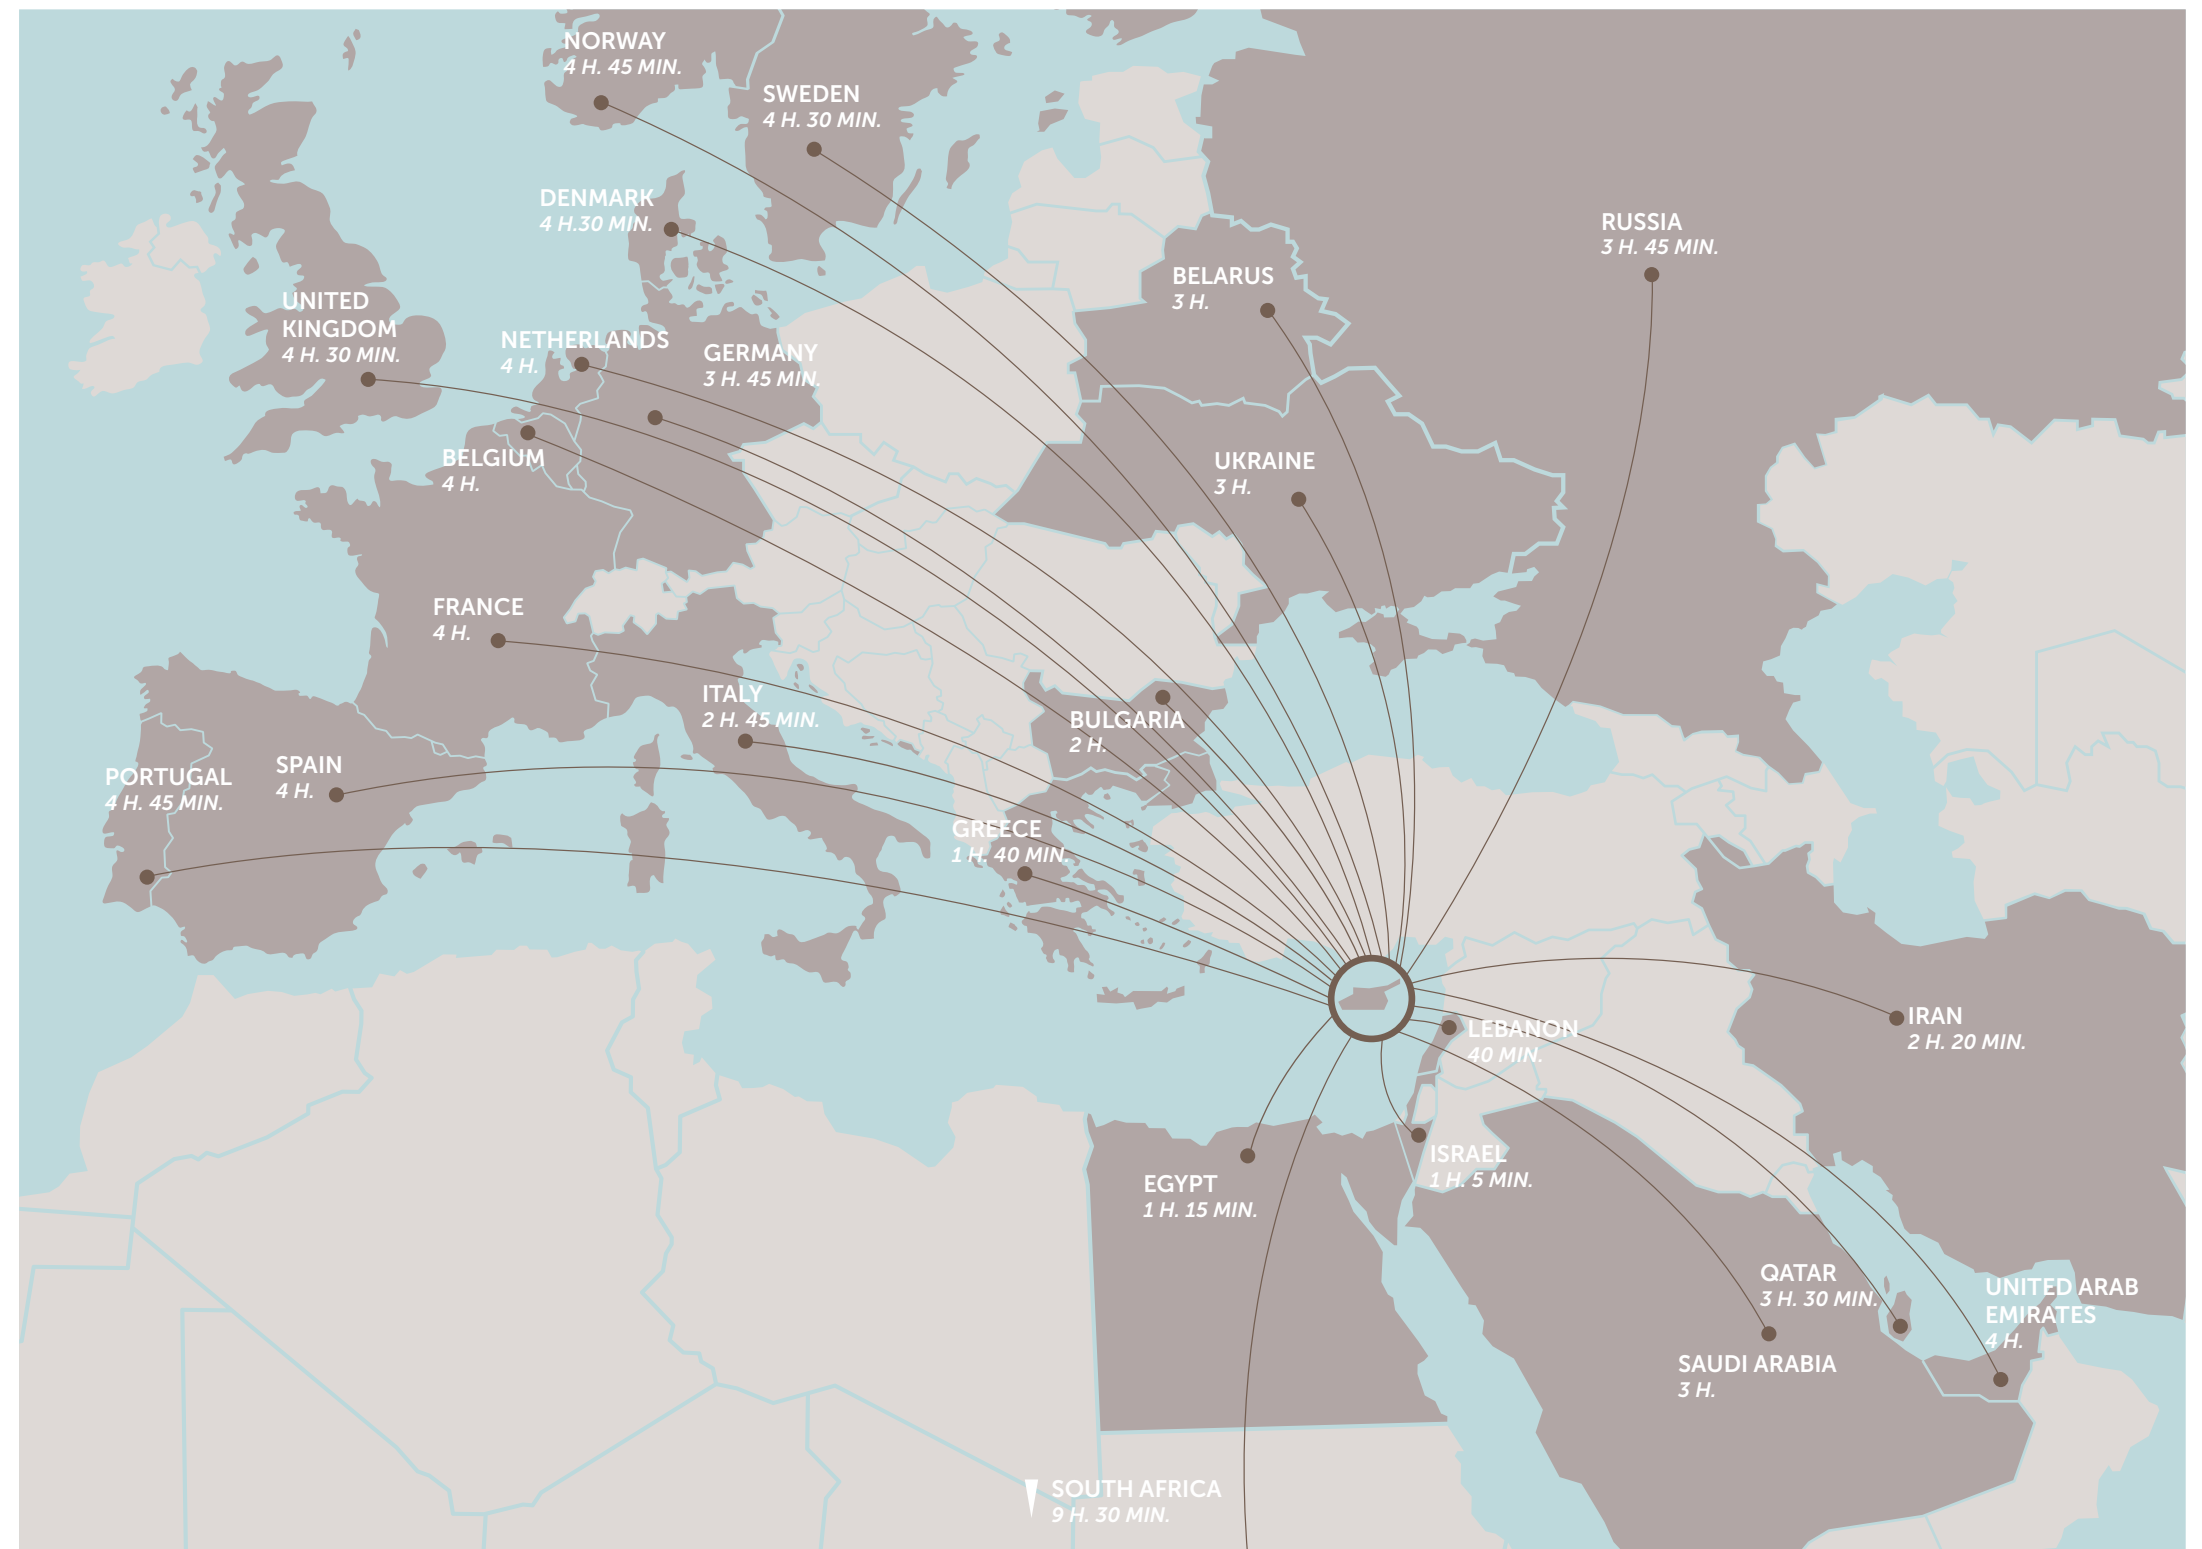 NORWAY
4 H. 45 MIN.
SWEDEN
4 H. 30 MIN.
DENMARK
4 H.30 MIN.
RUSSIA
3 H. 45 MIN.
BELARUS
3 H.
UNITED
KINGDOM
4 H. 30 MIN.
NETHERLANDS
4 H.
GERMANY
3 H. 45 MIN.
BELGIUM
4 H.
UKRAINE
3 H.
FRANCE
4 H.
ITALY
2 H. 45 MIN.
BULGARIA
2 H.
SPAIN
4 H.
PORTUGAL
4 H. 45 MIN.
GREECE
1 H. 40 MIN.
IRAN
2 H. 20 MIN.
LEBANON
40 MIN.
ISRAEL
1 H. 5 MIN.
EGYPT
1 H. 15 MIN.
QATAR
3 H. 30 MIN.
UNITED ARAB
EMIRATES
4 H.
SAUDI ARABIA
3 H.
SOUTH AFRICA
9 H. 30 MIN.